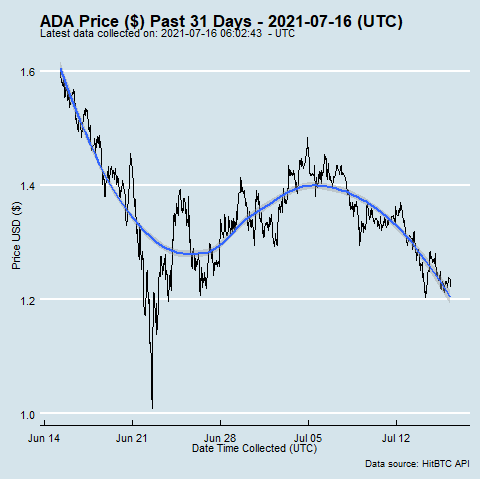 ADA Price ($) Past 31 Days - 2021-07-16 (UTC)
Latest data collected on: 2021-07-16 06:02:43  - UTC
1.6
1.4
1.2
1.0
Price USD ($)
Jun 14
Jun 21
Jun 28
Jul 05
Jul 12
Date Time Collected (UTC)
Data source: HitBTC API